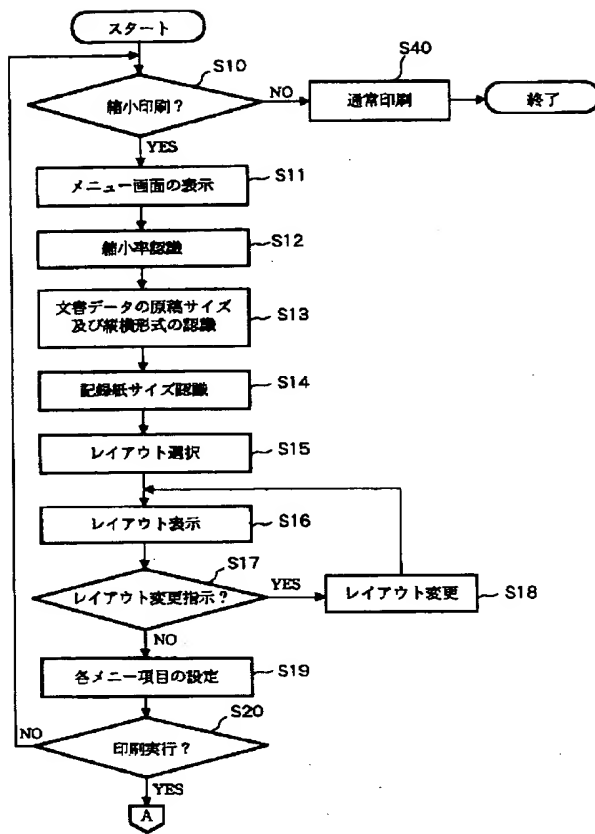 スタート
S10
縮小印刷？
NO
S40
通常印刷
終了
YES
メニュー画面の表示
S11
縮小率認識
S12
文書データの原稿サイズ
及び縦横形式の認識
S13
記録紙サイズ認識
S14
レイアウト選択
S15
レイアウト表示
S16
S17
レイアウト変更指示？
YES
レイアウト変更
S18
NO
各メニー項目の設定
S19
S20
NO
印刷実行？
YES
A